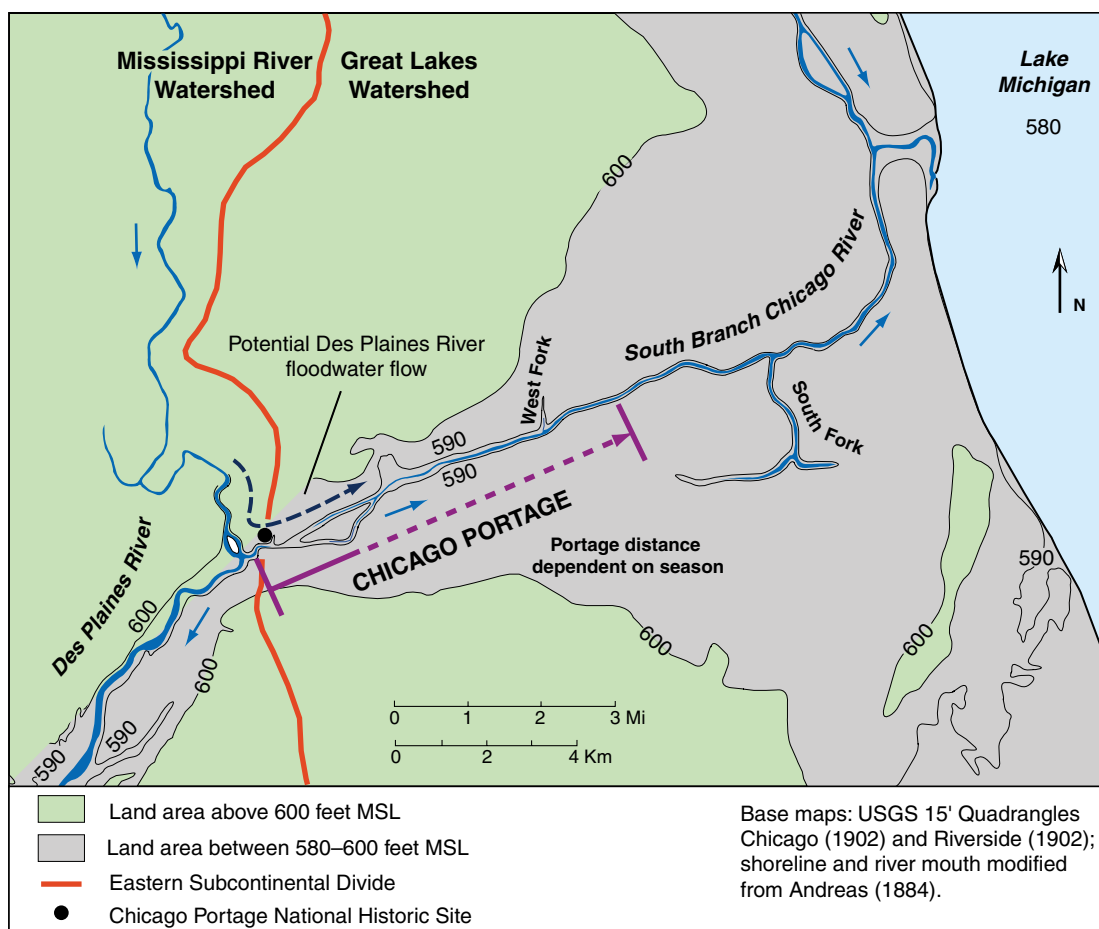 Mississippi River
Watershed
Great Lakes
Watershed
Lake
Michigan
580
600
N
South Branch Chicago River
Potential Des Plaines River
floodwater flow
West Fork
South Fork
590
590
CHICAGO PORTAGE
Portage distance
dependent on season
Des Plaines River
600
600
600
600
590
590
590
0 1 2 3 Mi
0 2 4 Km
Land area above 600 feet MSL
Land area between 580–600 feet MSL
Eastern Subcontinental Divide
Chicago Portage National Historic Site
Base maps: USGS 15' Quadrangles
Chicago (1902) and Riverside (1902);
shoreline and river mouth modified
from Andreas (1884).